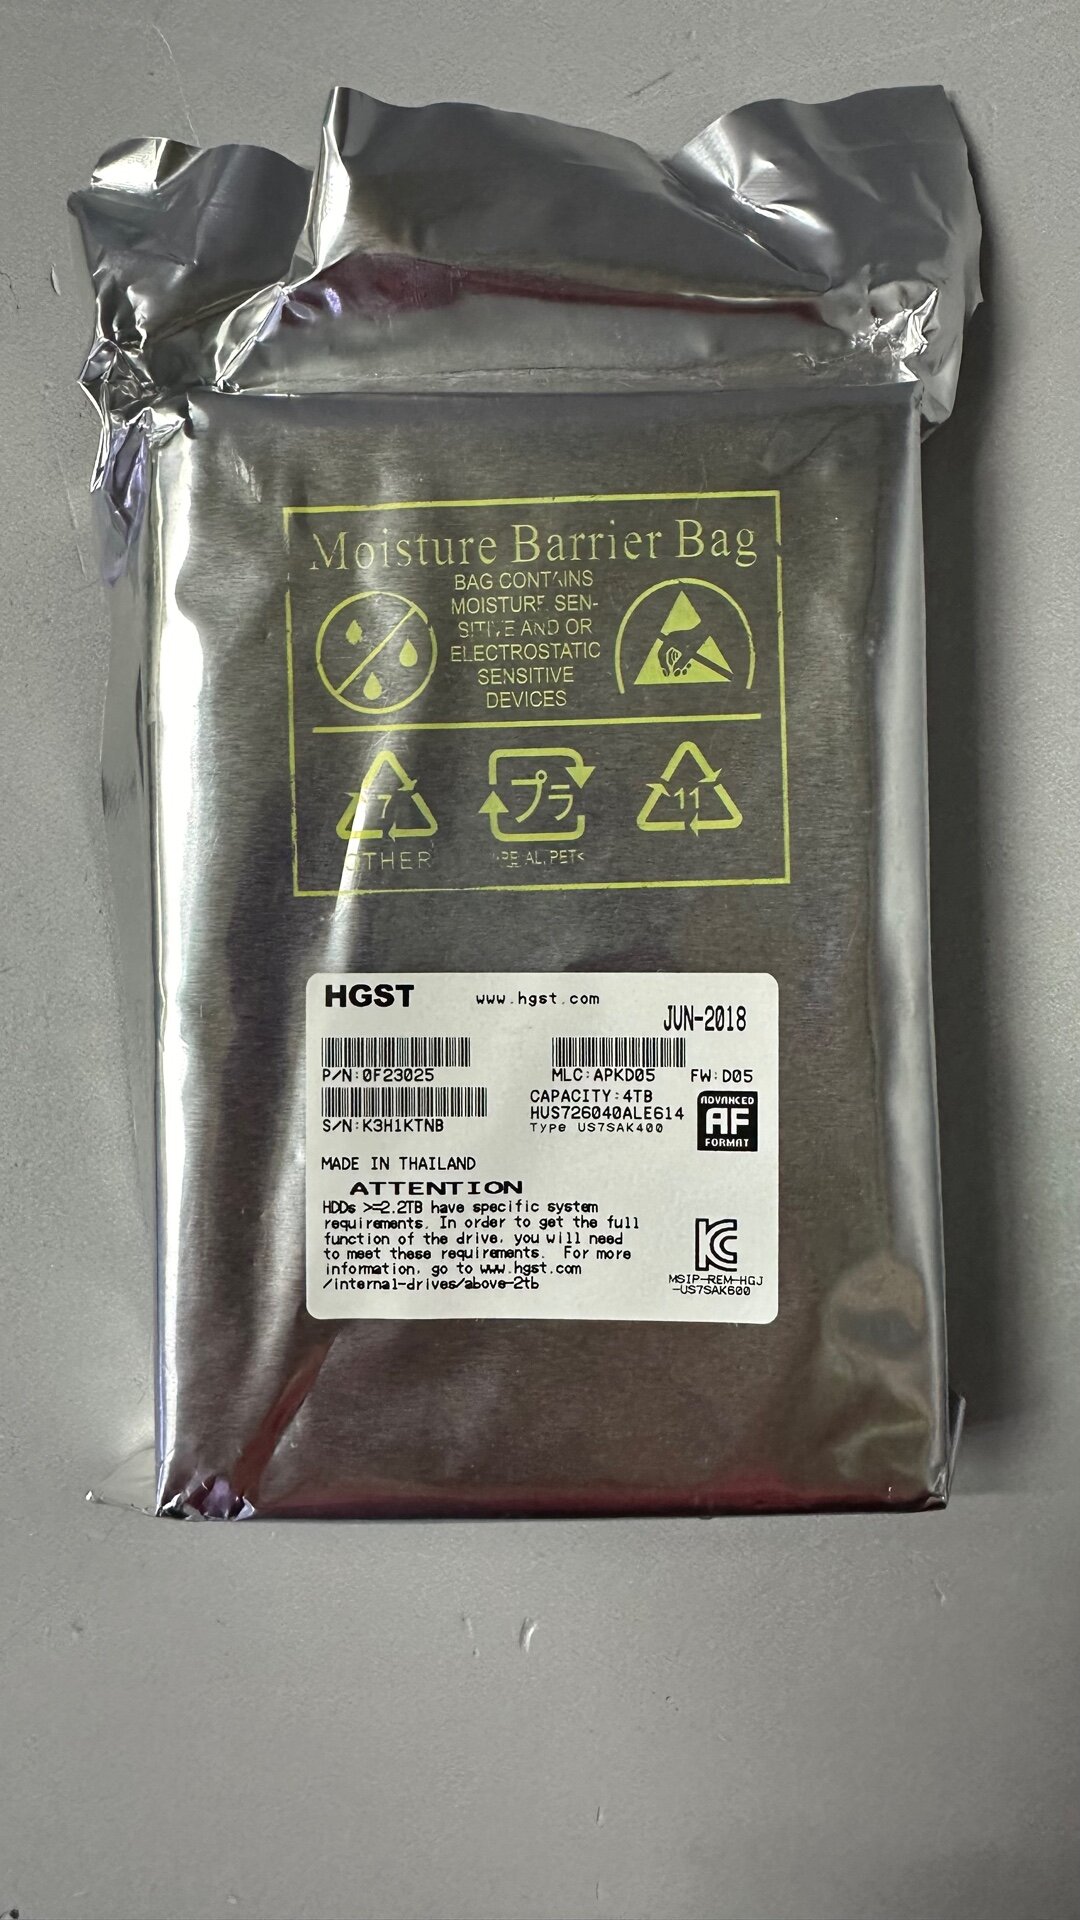 Moisture Barrier Bag
BAG CONTAINS
MOISTURE SEN-
SITIVE AND OR
ELECTROSTATIC
SENSITIVE
DEVICES
7
プラ
11
OTHER
AL, PET<
HGST
www.hgst.com
JUN-2018
P/N:0F23025
MLC:APKD05
FW:D05
S/N:K3H1KTNB
CAPACITY:4TB
HUS726040ALE614
Type US7SAK400
ADVANCED
AF
FORMAT
MADE IN THAILAND
ATTENTION
HDDs >=2.2TB have specific system
requirements. In order to get the full
function of the drive, you will need
to meet these requirements. For more
information, go to www.hgst.com
/internal-drives/above-2tb
KC
MSIP-REM-HGJ
-US7SAK600